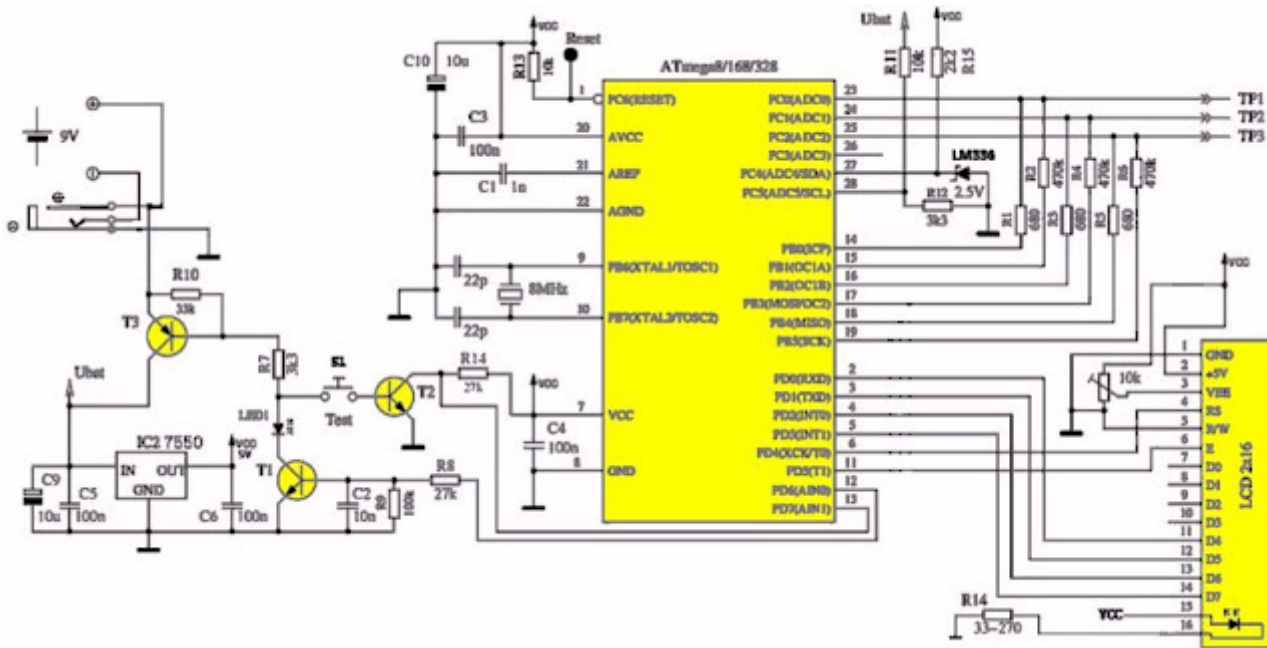 VCC
Ubat
VCC
C10
10u
R13
10k
Reset
ATmega8/168/328
R11
10k
2k2
R15
1
PC6(RESET)
PC0(ADC0)
23
TP1
PC1(ADC1)
24
TP2
PC2(ADC2)
25
TP3
9V
C3
100n
20
AVCC
PC3(ADC3)
26
C1
1n
21
AREF
PC4(ADC4/SDA)
27
LM336
2.5V
PC5(ADC5/SCL)
28
R12
3k3
R2
470k
R4
470k
R6
470k
22
AGND
R1
680
R3
680
R5
680
PB0(ICP)
14
22p
9
PB6(XTAL1/TOSC1)
PB1(OC1A)
15
8MHz
PB2(OC1B)
16
VCC
R10
33k
PB3(MOSI/OC2)
17
22p
10
PB7(XTAL2/TOSC2)
PB4(MISO)
18
T3
PB5(SCK)
19
R7
3k3
S1
Test
T2
R14
27k
VCC
PD0(RXD)
2
PD1(TXD)
3
7
VCC
PD2(INT0)
4
PD3(INT1)
5
C4
100n
PD4(XCK/T0)
6
8
GND
PD5(T1)
11
PD6(AIN0)
12
PD7(AIN1)
13
Ubat
LED1
IC2 7550
IN
OUT
GND
VCC
5V
T1
R8
27k
C9
10u
C5
100n
C6
100n
C2
10n
R9
100k
10k
1
GND
2
+5V
3
VEE
4
RS
5
R/W
6
E
7
D0
8
D1
9
D2
10
D3
11
D4
12
D5
13
D6
14
D7
15
16
LCD 2x16
R14
33-270
VCC